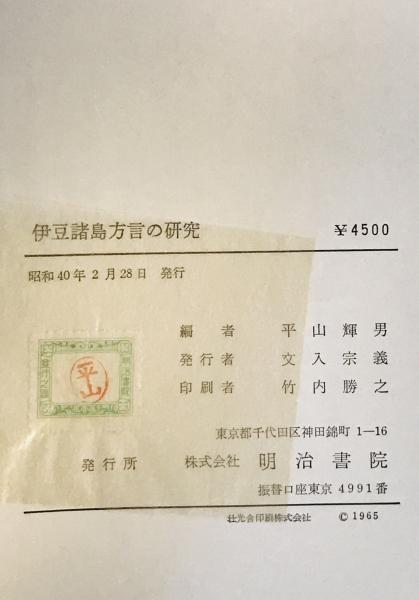 伊豆諸島方言の研究 ￥4500
昭和40年2月28日 発行
編者 平山輝男
発行者 文入宗義
印刷者 竹内勝之
平山
東京都千代田区神田錦町 1—16
発行所 株式会社 明治書院
振替口座東京 4991番
壮光舎印刷株式会社 © 1965